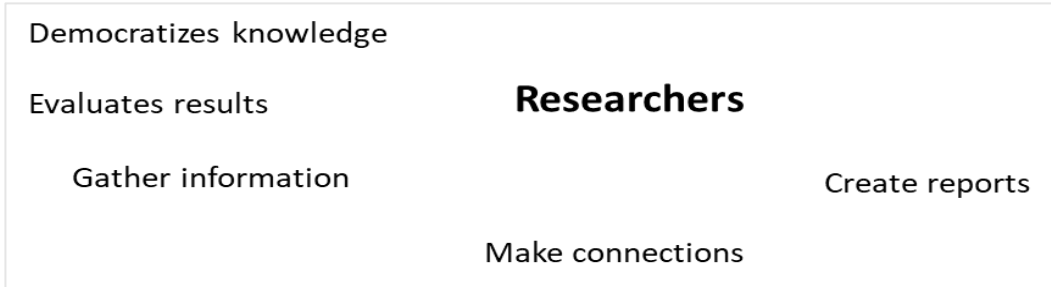 Democratizes knowledge
Researchers
Evaluates results
Gather information
Create reports
Make connections